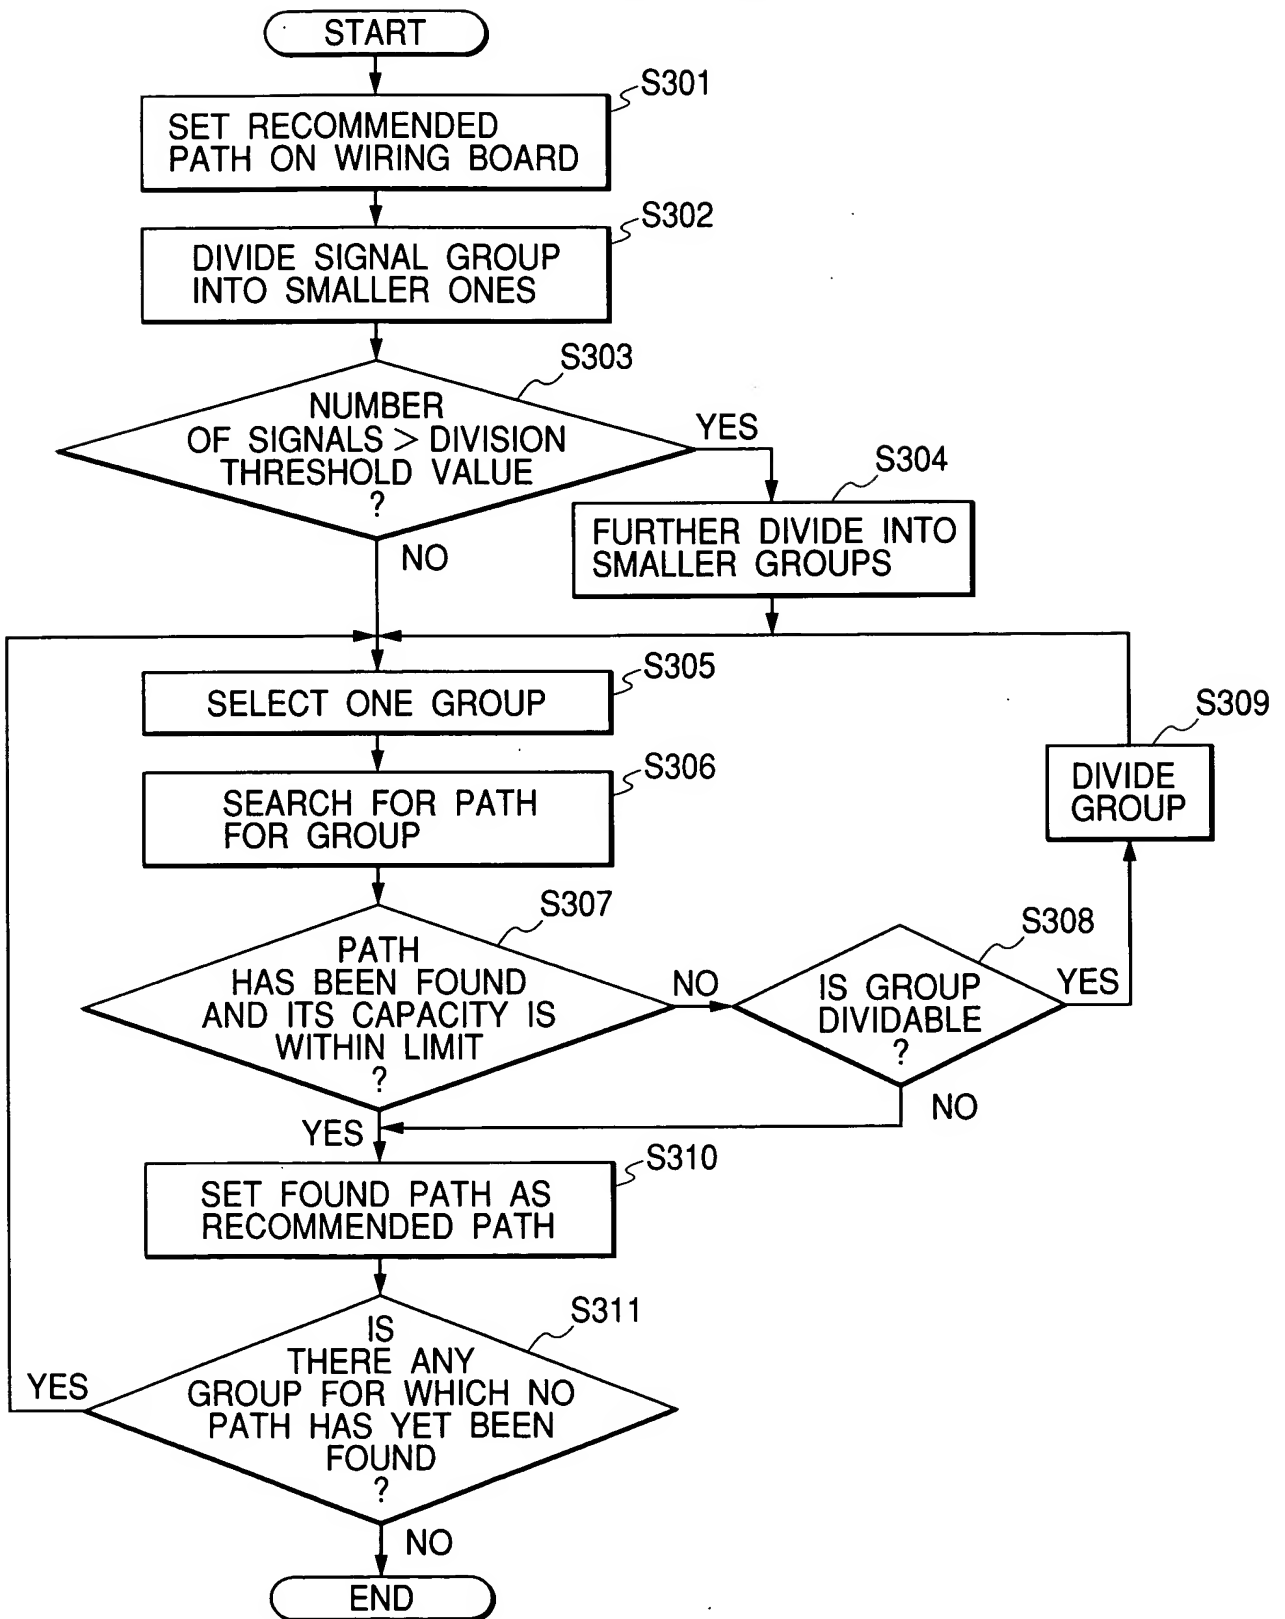 START
S301
SET RECOMMENDED
PATH ON WIRING BOARD
S302
DIVIDE SIGNAL GROUP
INTO SMALLER ONES
S303
NUMBER
OF SIGNALS > DIVISION
THRESHOLD VALUE
?
YES
NO
S304
FURTHER DIVIDE INTO
SMALLER GROUPS
S305
SELECT ONE GROUP
S306
SEARCH FOR PATH
FOR GROUP
S307
PATH
HAS BEEN FOUND
AND ITS CAPACITY IS
WITHIN LIMIT
?
NO
YES
S308
IS GROUP
DIVIDABLE
?
YES
NO
S309
DIVIDE
GROUP
S310
SET FOUND PATH AS
RECOMMENDED PATH
S311
IS
THERE ANY
GROUP FOR WHICH NO
PATH HAS YET BEEN
FOUND
?
YES
NO
END